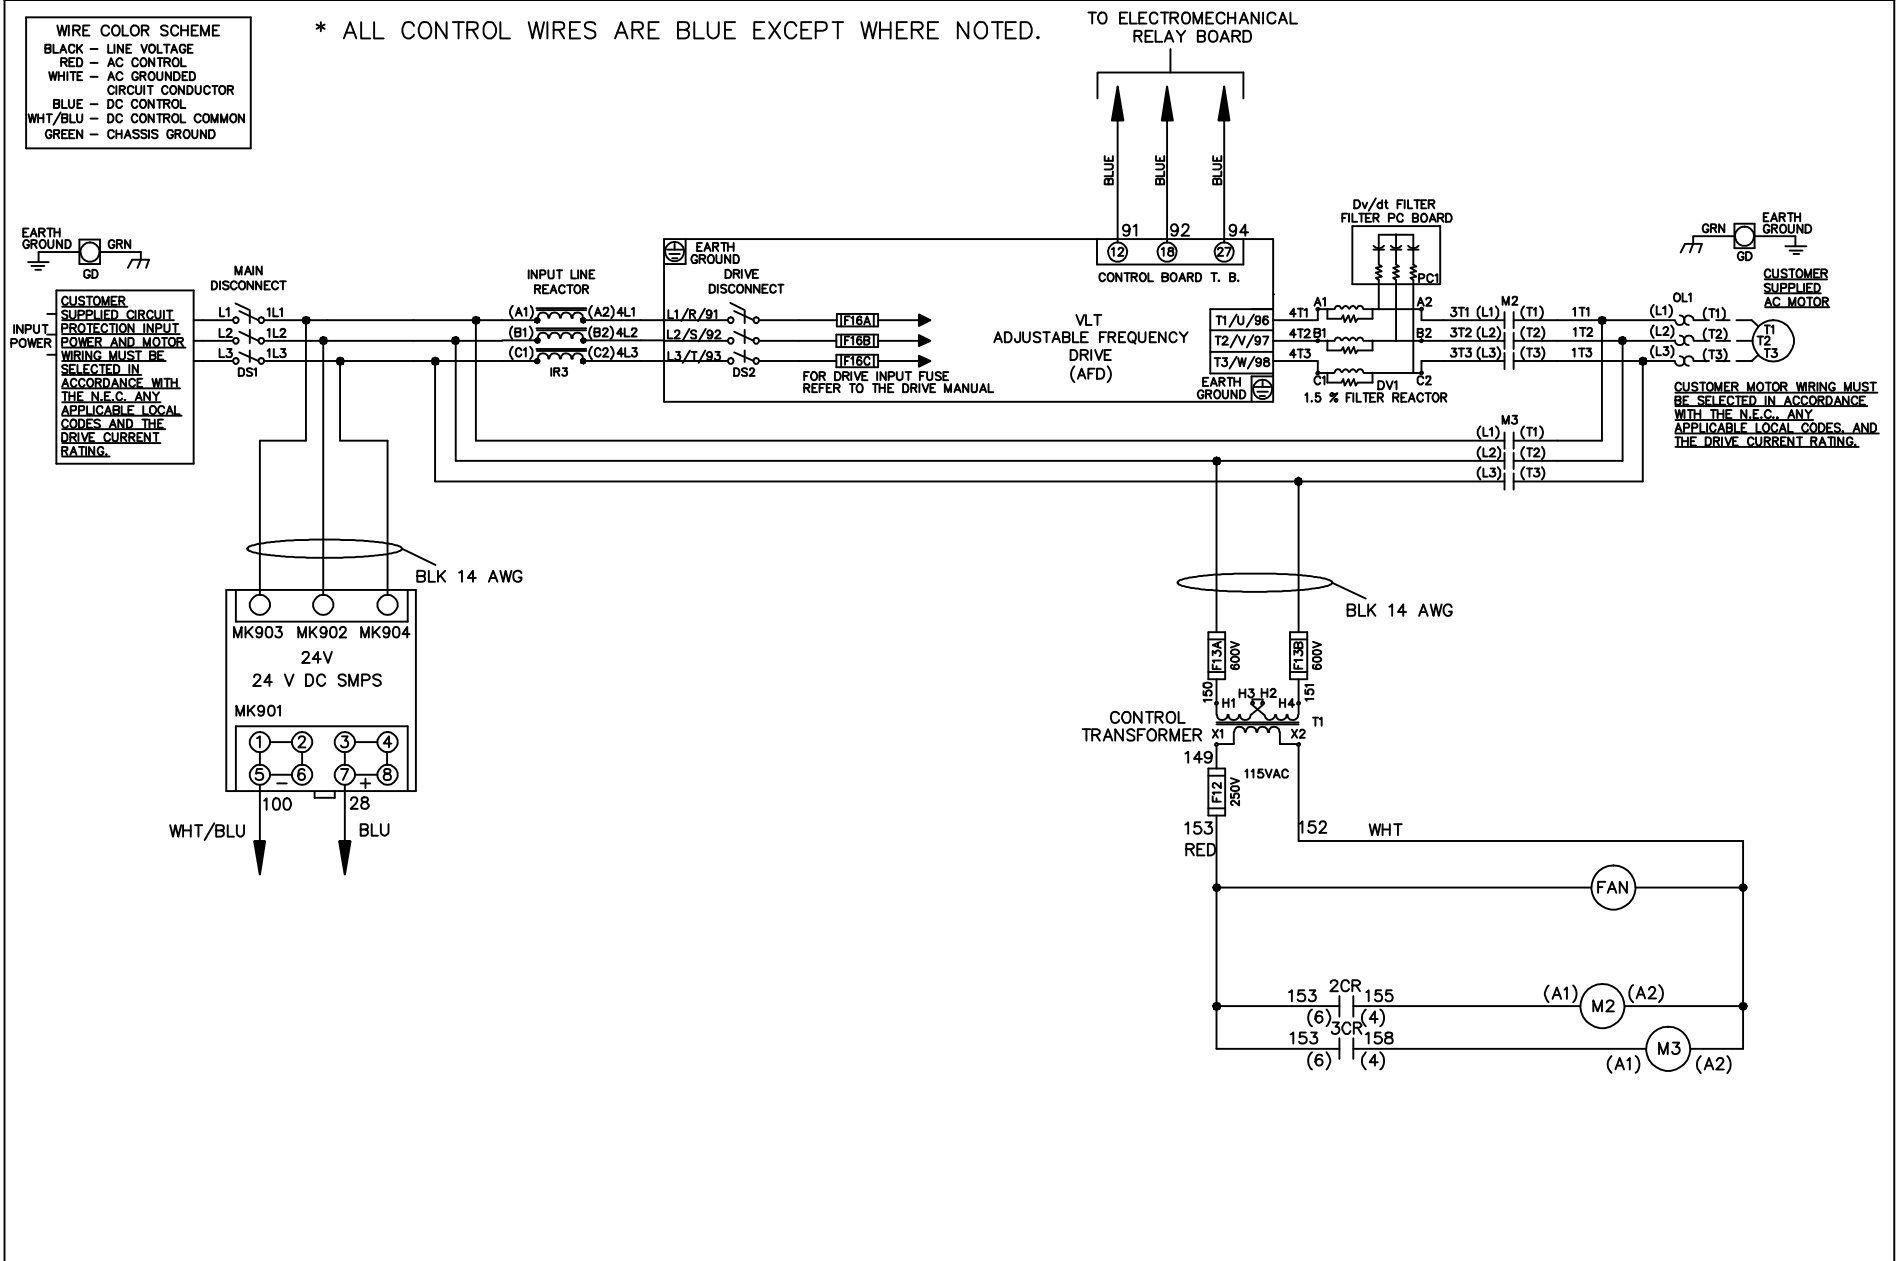 WIRE COLOR SCHEME
BLACK – LINE VOLTAGE
RED – AC CONTROL
WHITE – AC GROUNDED
CIRCUIT CONDUCTOR
BLUE – DC CONTROL
WHT/BLU – DC CONTROL COMMON
GREEN – CHASSIS GROUND
* ALL CONTROL WIRES ARE BLUE EXCEPT WHERE NOTED.
TO ELECTROMECHANICAL
RELAY BOARD
BLUE
BLUE
BLUE
91 92 94
12 18 27
CONTROL BOARD T. B.
EARTH
GROUND
GRN
GD
INPUT
POWER
CUSTOMER
SUPPLIED CIRCUIT
PROTECTION INPUT
POWER AND MOTOR
WIRING MUST BE
SELECTED IN
ACCORDANCE WITH
THE N.E.C. ANY
APPLICABLE LOCAL
CODES AND THE
DRIVE CURRENT
RATING.
MAIN
DISCONNECT
L1 1L1
L2 1L2
L3 1L3
DS1
INPUT LINE
REACTOR
(A1) (A2) 4L1
(B1) (B2) 4L2
(C1) (C2) 4L3
IR3
EARTH
GROUND
DRIVE
DISCONNECT
L1/R/91
L2/S/92
L3/T/93
DS2
F16A
F16B
F16C
FOR DRIVE INPUT FUSE
REFER TO THE DRIVE MANUAL
VLT
ADJUSTABLE FREQUENCY
DRIVE
(AFD)
T1/U/96
T2/V/97
T3/W/98
EARTH
GROUND
4T1
4T2
4T3
Dv/dt FILTER
FILTER PC BOARD
PC1
A1 A2
B1 B2
C1 C2
DV1
1.5 % FILTER REACTOR
M2
3T1 (L1) (T1) 1T1
3T2 (L2) (T2) 1T2
3T3 (L3) (T3) 1T3
OL1
(L1) (T1)
(L2) (T2)
(L3) (T3)
T1
T2
T3
GRN
GD
EARTH
GROUND
CUSTOMER
SUPPLIED
AC MOTOR
CUSTOMER MOTOR WIRING MUST
BE SELECTED IN ACCORDANCE
WITH THE N.E.C., ANY
APPLICABLE LOCAL CODES, AND
THE DRIVE CURRENT RATING.
M3
(L1) (T1)
(L2) (T2)
(L3) (T3)
BLK 14 AWG
MK903 MK902 MK904
24V
24 V DC SMPS
MK901
1 2 3 4
5 6 7 8
– +
100 28
WHT/BLU BLU
BLK 14 AWG
F13A
600V
F13B
600V
150
151
H1 H3 H2 H4
T1
CONTROL
TRANSFORMER
X1 X2
149
115VAC
F12
250V
153
RED
152 WHT
FAN
153 2CR 155
(6) (4)
(A1) M2 (A2)
153 3CR 158
(6) (4)
(A1) M3 (A2)